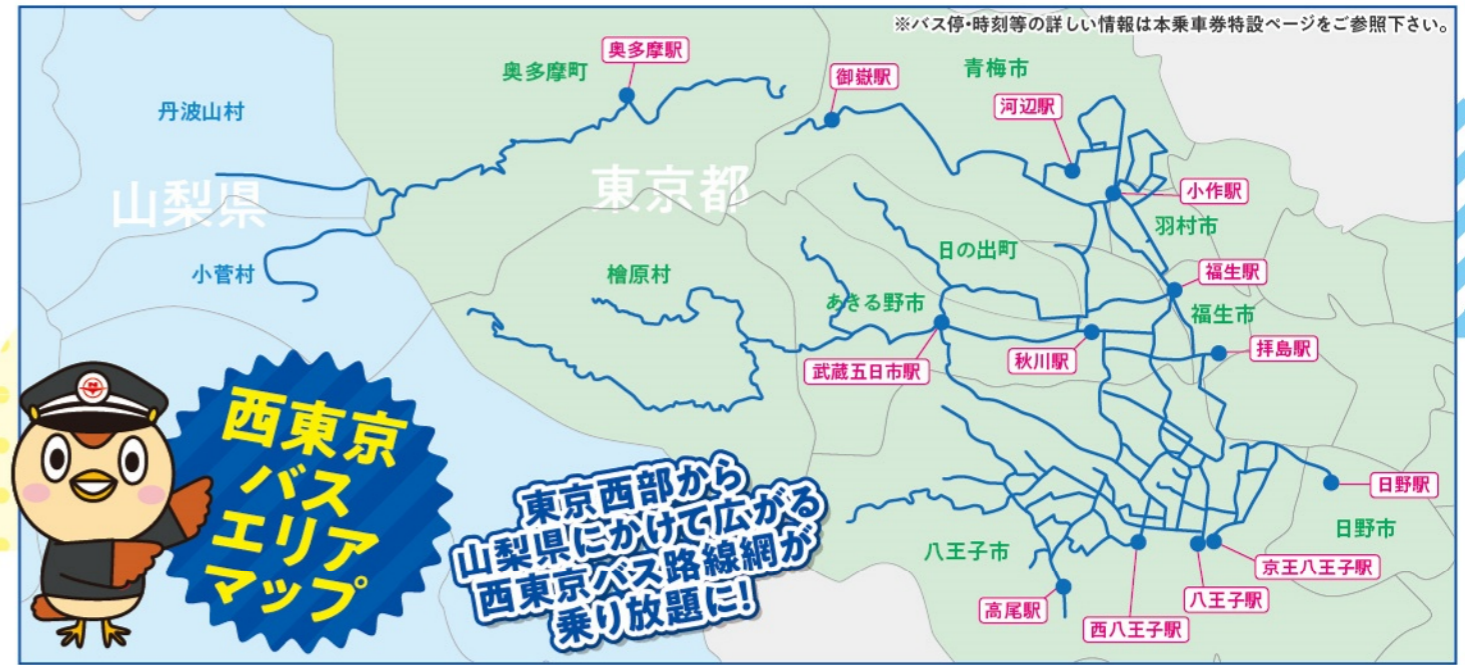 ※バス停・時刻等の詳しい情報は本乗車券特設ページをご参照下さい。
奥多摩駅
奥多摩町
御嶽駅
青梅市
河辺駅
丹波山村
山梨県
東京都
小作駅
羽村市
小菅村
檜原村
日の出町
福生駅
あきる野市
福生市
武蔵五日市駅
秋川駅
拝島駅
西東京
バス
エリア
マップ
東京西部から
山梨県にかけて広がる
西東京バス路線網が
乗り放題に!
日野駅
日野市
八王子市
京王八王子駅
八王子駅
高尾駅
西八王子駅